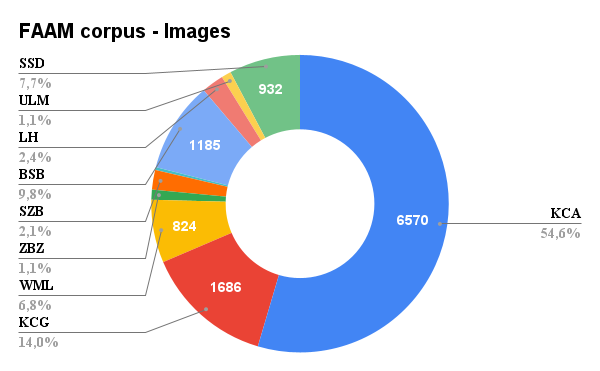 FAAM corpus - Images
SSD
7,7%
ULM
1,1%
LH
2,4%
BSB
9,8%
SZB
2,1%
ZBZ
1,1%
WML
6,8%
KCG
14,0%
KCA
54,6%
932
1185
824
1686
6570